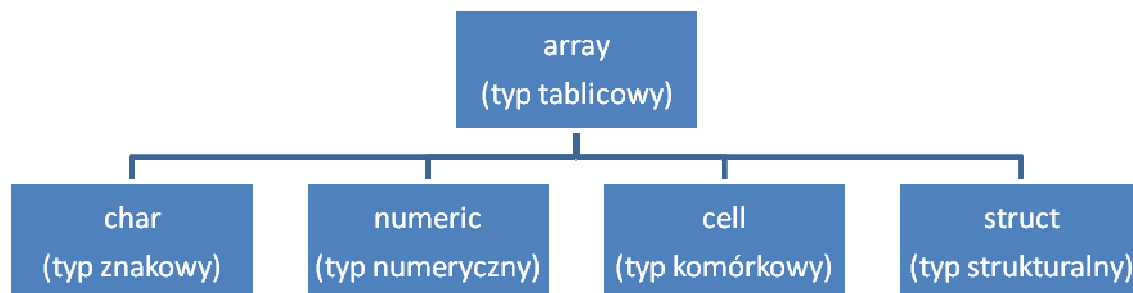 array
(typ tablicowy)
char
(typ znakowy)
numeric
(typ numeryczny)
cell
(typ komórkowy)
struct
(typ strukturalny)